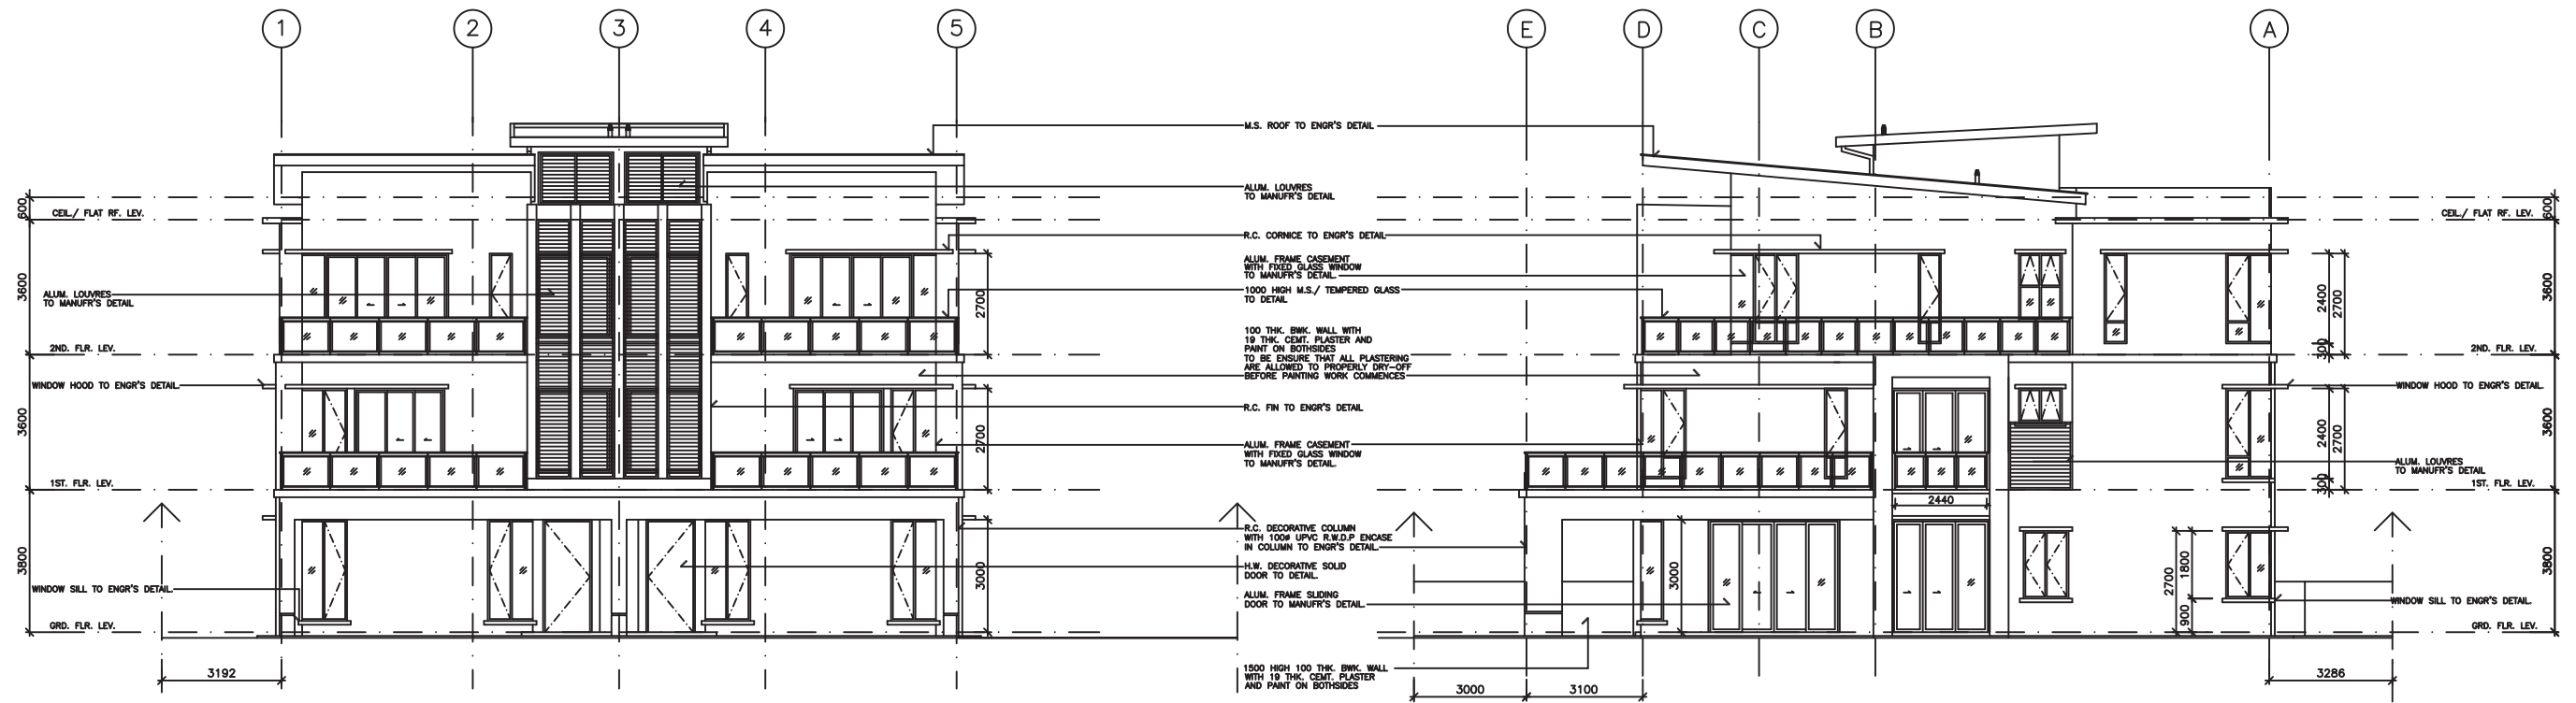 1 2 3 4 5 E D C B A
M.S. ROOF TO ENGR'S DETAIL
ALUM. LOUVRES
TO MANUFR'S DETAIL
R.C. CORNICE TO ENGR'S DETAIL
ALUM. FRAME CASEMENT
WITH FIXED GLASS WINDOW
TO MANUFR'S DETAIL.
1000 HIGH M.S./ TEMPERED GLASS
TO DETAIL
100 THK. BWK. WALL WITH
19 THK. CEMT. PLASTER AND
PAINT ON BOTHSIDES
TO BE ENSURE THAT ALL PLASTERING
ARE ALLOWED TO PROPERLY DRY-OFF
BEFORE PAINTING WORK COMMENCES
R.C. FIN TO ENGR'S DETAIL
ALUM. FRAME CASEMENT
WITH FIXED GLASS WINDOW
TO MANUFR'S DETAIL.
R.C. DECORATIVE COLUMN
WITH 100ø UPVC R.W.D.P ENCASE
IN COLUMN TO ENGR'S DETAIL.
H.W. DECORATIVE SOLID
DOOR TO DETAIL.
ALUM. FRAME SLIDING
DOOR TO MANUFR'S DETAIL.
1500 HIGH 100 THK. BWK. WALL
WITH 19 THK. CEMT. PLASTER
AND PAINT ON BOTHSIDES
600
CEIL./ FLAT RF. LEV.
3600
ALUM. LOUVRES
TO MANUFR'S DETAIL
2ND. FLR. LEV.
WINDOW HOOD TO ENGR'S DETAIL.
3600
1ST. FLR. LEV.
3800
WINDOW SILL TO ENGR'S DETAIL.
GRD. FLR. LEV.
3192
2700
2700
3000
3000
3100
3000
2440
2700
1800
900
2400
2700
300
2400
2700
300
600
CEIL./ FLAT RF. LEV.
3600
2ND. FLR. LEV.
WINDOW HOOD TO ENGR'S DETAIL.
3600
ALUM. LOUVRES
TO MANUFR'S DETAIL
1ST. FLR. LEV.
3800
WINDOW SILL TO ENGR'S DETAIL.
GRD. FLR. LEV.
3286